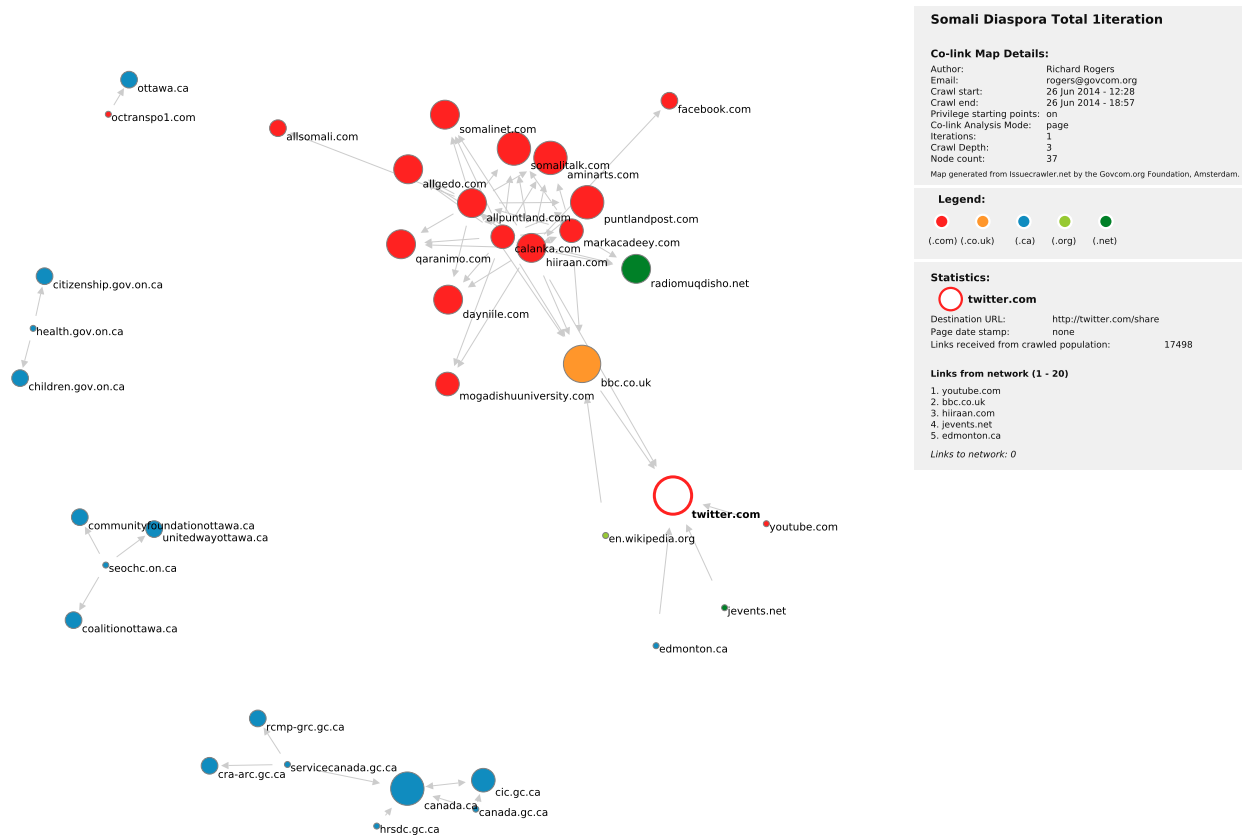 Somali Diaspora Total 1iteration
Co-link Map Details:
Author: Richard Rogers
Email: rogers@govcom.org
Crawl start: 26 Jun 2014 - 12:28
Crawl end: 26 Jun 2014 - 18:57
Privilege starting points: on
Co-link Analysis Mode: page
Iterations: 1
Crawl Depth: 3
Node count: 37
Map generated from Issuecrawler.net by the Govcom.org Foundation, Amsterdam.
Legend:
(.com) (.co.uk) (.ca) (.org) (.net)
Statistics:
twitter.com
Destination URL: http://twitter.com/share
Page date stamp: none
Links received from crawled population: 17498
Links from network (1 - 20)
1. youtube.com
2. bbc.co.uk
3. hiiraan.com
4. jevents.net
5. edmonton.ca
Links to network: 0
ottawa.ca
octranspo1.com
allsomali.com
facebook.com
somalinet.com
somalitalk.com
aminarts.com
allgedo.com
allpuntland.com
puntlandpost.com
markacadeey.com
calanka.com
qaranimo.com
hiiraan.com
radiomuqdisho.net
citizenship.gov.on.ca
dayniile.com
health.gov.on.ca
children.gov.on.ca
bbc.co.uk
mogadishuuniversity.com
twitter.com
communityfoundationottawa.ca
unitedwayottawa.ca
youtube.com
en.wikipedia.org
seochc.on.ca
jevents.net
coalitionottawa.ca
edmonton.ca
rcmp-grc.gc.ca
servicecanada.gc.ca
cra-arc.gc.ca
cic.gc.ca
canada.ca
canada.gc.ca
hrsdc.gc.ca